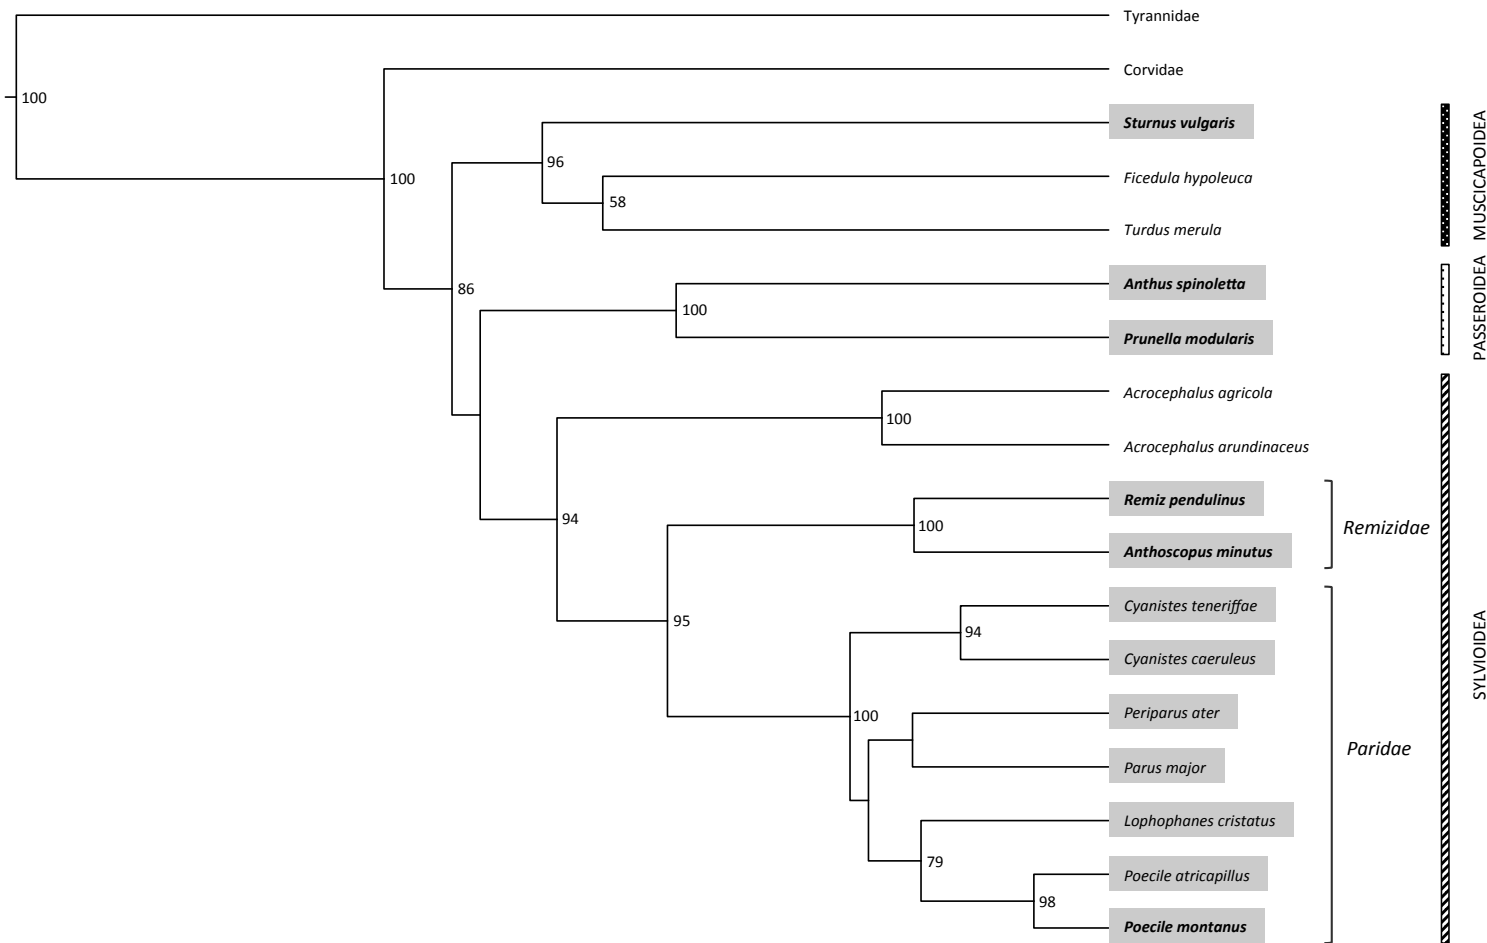 Tyrannidae
Corvidae
100
Sturnus vulgaris
96
100
Ficedula hypoleuca
58
Turdus merula
MUSCICAPOIDEA
Anthus spinoletta
86
100
Prunella modularis
PASSEROIDEA
Acrocephalus agricola
100
Acrocephalus arundinaceus
Remiz pendulinus
94
100
Remizidae
Anthoscopus minutus
Cyanistes teneriffae
95
94
Cyanistes caeruleus
SYLVIOIDEA
Periparus ater
100
Paridae
Parus major
Lophophanes cristatus
79
Poecile atricapillus
98
Poecile montanus